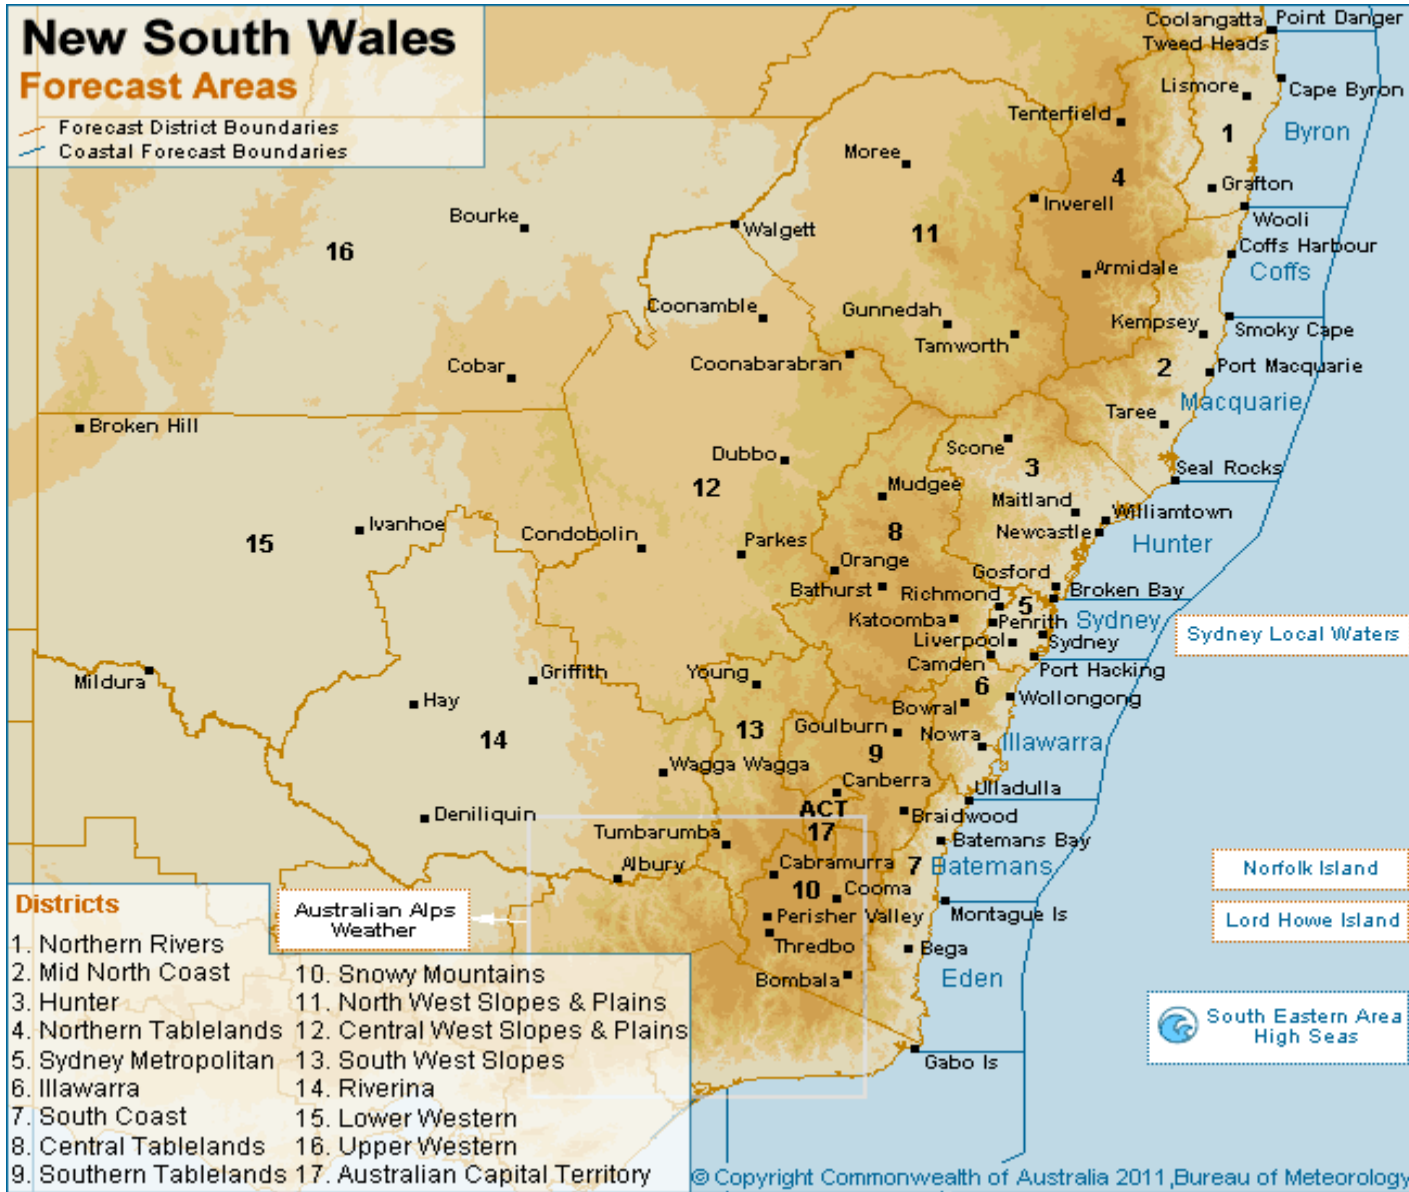 New South Wales
Forecast Areas
Forecast District Boundaries
Coastal Forecast Boundaries
Coolangatta
Point Danger
Tweed Heads
Lismore
Cape Byron
Tenterfield
1
Byron
Moree
4
Grafton
Inverell
Wooli
Bourke
Walgett
11
16
Coffs Harbour
Coffs
Armidale
Coonamble
Gunnedah
Kempsey
Smoky Cape
Tamworth
Coonabarabran
Cobar
2
Port Macquarie
Macquarie
Taree
Broken Hill
Scone
3
Dubbo
Seal Rocks
12
Mudgee
Maitland
Williamtown
Ivanhoe
Newcastle
8
Condobolin
Parkes
Hunter
15
Orange
Gosford
Bathurst
Richmond
Broken Bay
5
Katoomba
Penrith
Sydney
Sydney Local Waters
Liverpool
Sydney
Camden
Port Hacking
Mildura
Griffith
Young
6
Hay
Bowral
Wollongong
Goulburn
Nowra
13
14
Illawarra
9
Wagga Wagga
Canberra
Ulladulla
ACT
Deniliquin
Braidwood
17
Tumbarumba
Batemans Bay
Albury
Cabramurra
7
Batemans
Norfolk Island
10
Cooma
Perisher Valley
Montague Is
Lord Howe Island
Australian Alps
Weather
Thredbo
Bega
Bombala
Eden
South Eastern Area
High Seas
Gabo Is
Districts
1. Northern Rivers
2. Mid North Coast
3. Hunter
4. Northern Tablelands
5. Sydney Metropolitan
6. Illawarra
7. South Coast
8. Central Tablelands
9. Southern Tablelands
10. Snowy Mountains
11. North West Slopes & Plains
12. Central West Slopes & Plains
13. South West Slopes
14. Riverina
15. Lower Western
16. Upper Western
17. Australian Capital Territory
© Copyright Commonwealth of Australia 2011,Bureau of Meteorology